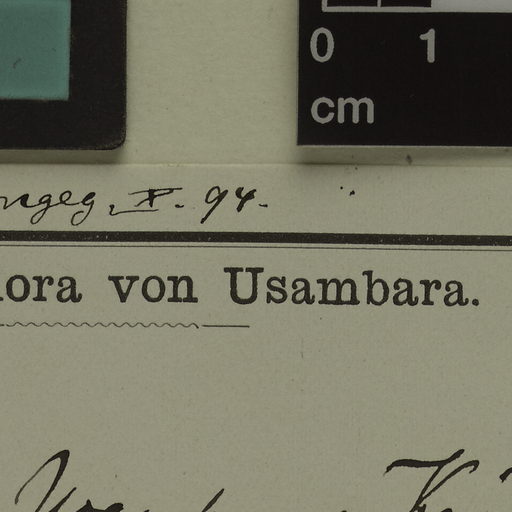 0 1
cm
ngeg. X. 94.
lora von Usambara.